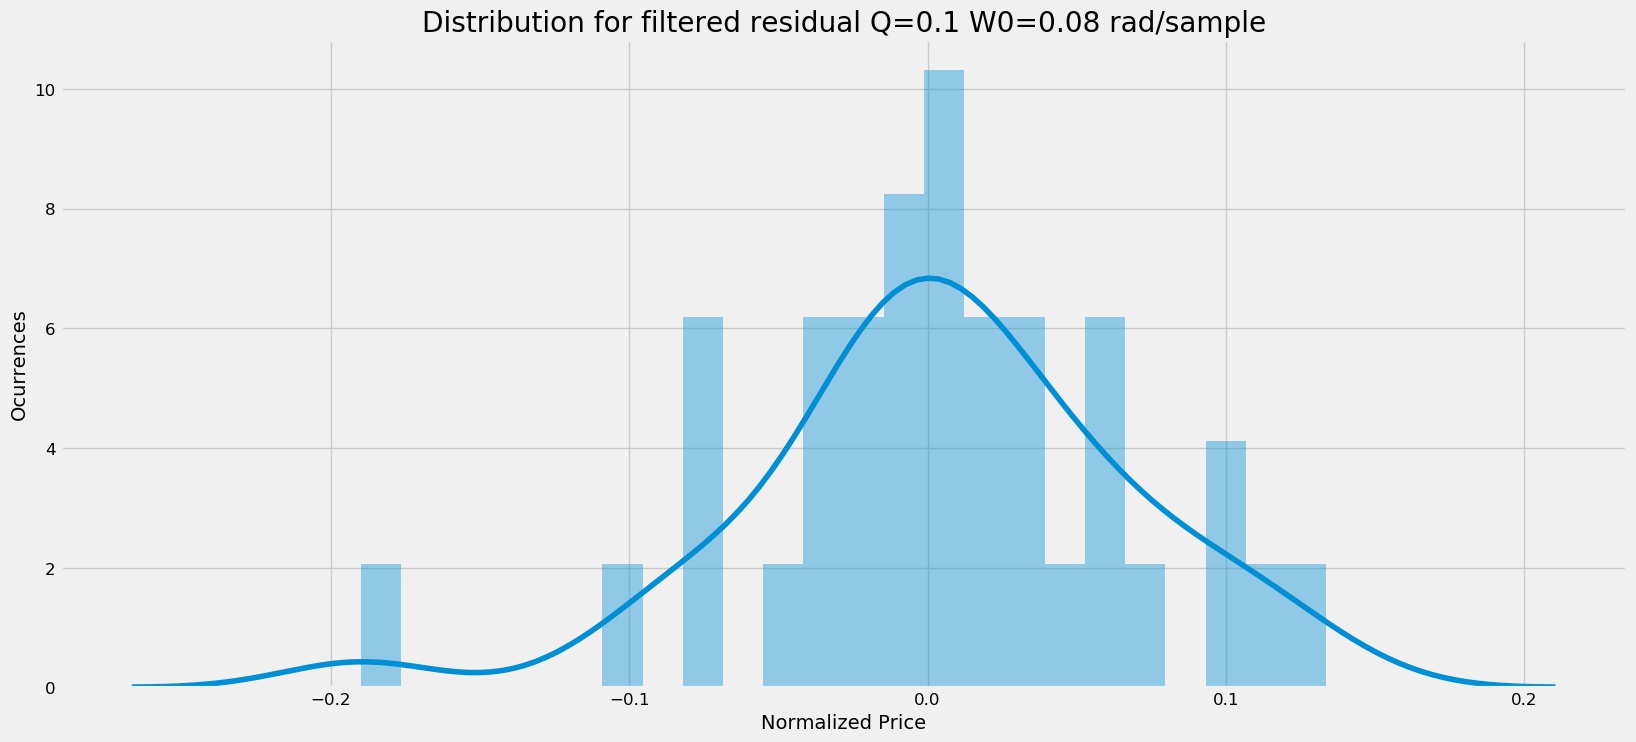 Distribution for filtered residual Q=0.1 W0=0.08 rad/sample
10
8
6
4
2
0
Ocurrences
−0.2 −0.1 0.0 0.1 0.2
Normalized Price